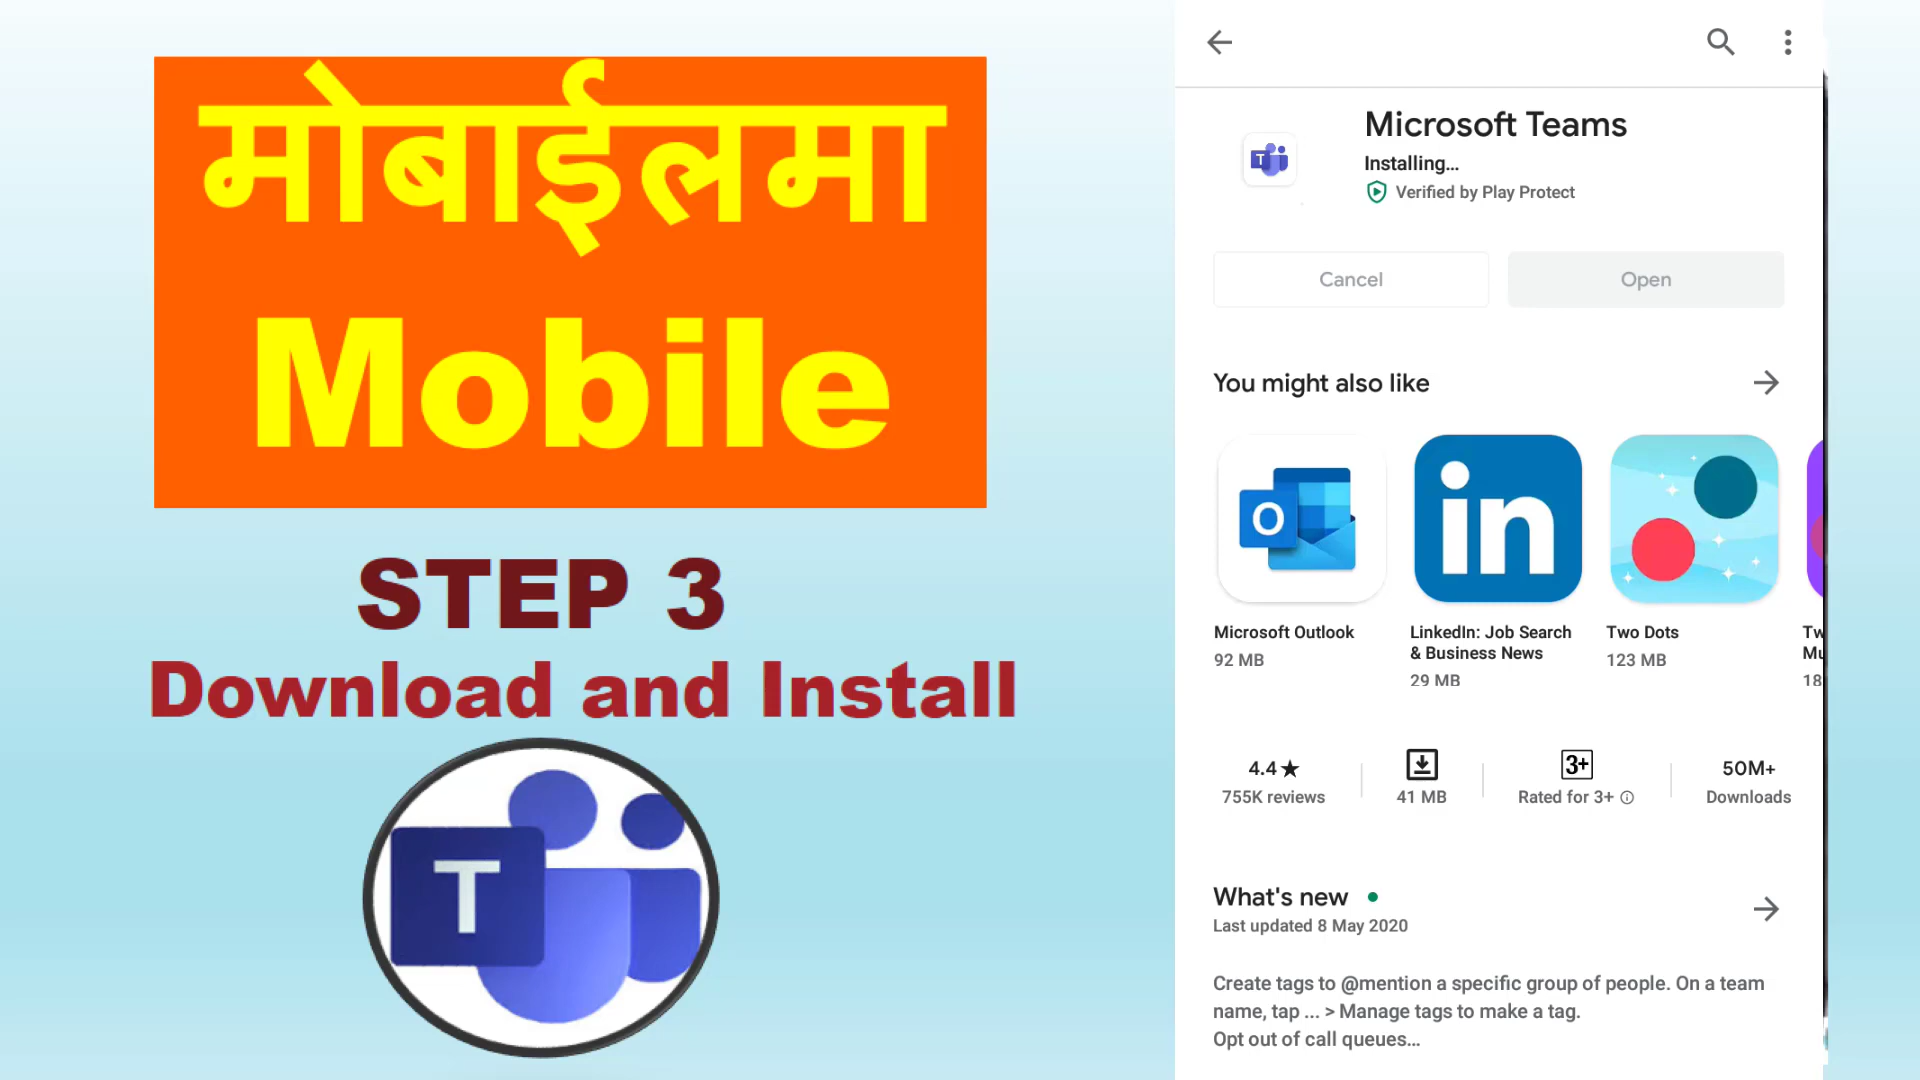 मोबाईलमा
Mobile
STEP 3
Download and Install
T
Microsoft Teams
T
Installing...
Verified by Play Protect
Cancel
Open
You might also like
O
in
Microsoft Outlook
92 MB
LinkedIn: Job Search
& Business News
29 MB
Two Dots
123 MB
4.4★
755K reviews
41 MB
3+
Rated for 3+
50M+
Downloads
What's new
Last updated 8 May 2020
Create tags to @mention a specific group of people. On a team
name, tap ... > Manage tags to make a tag.
Opt out of call queues...